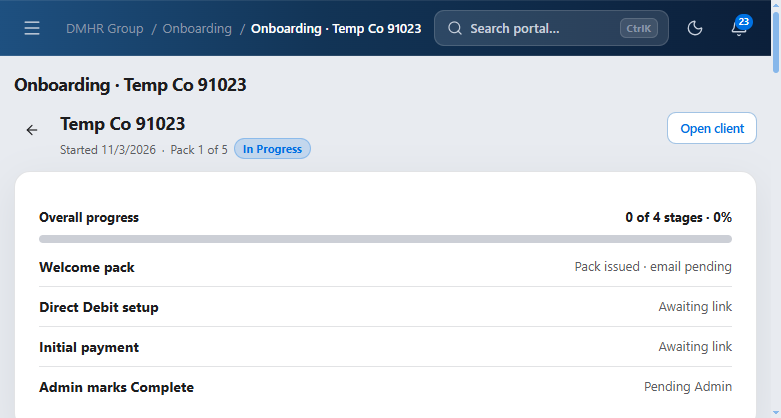 DMHR Group / Onboarding / Onboarding · Temp Co 91023
Search portal...
CtrlK
23
Onboarding · Temp Co 91023
Temp Co 91023
Started 11/3/2026 · Pack 1 of 5 In Progress
Open client
Overall progress 0 of 4 stages · 0%
Welcome pack Pack issued · email pending
Direct Debit setup Awaiting link
Initial payment Awaiting link
Admin marks Complete Pending Admin